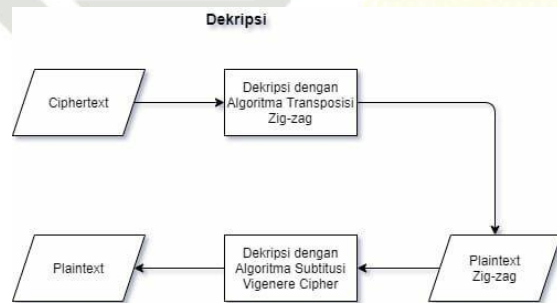 Dekripsi
Ciphertext
Dekripsi dengan
Algoritma Transposisi
Zig-zag
Plaintext
Zig-zag
Dekripsi dengan
Algoritma Subtitusi
Vigenere Cipher
Plaintext